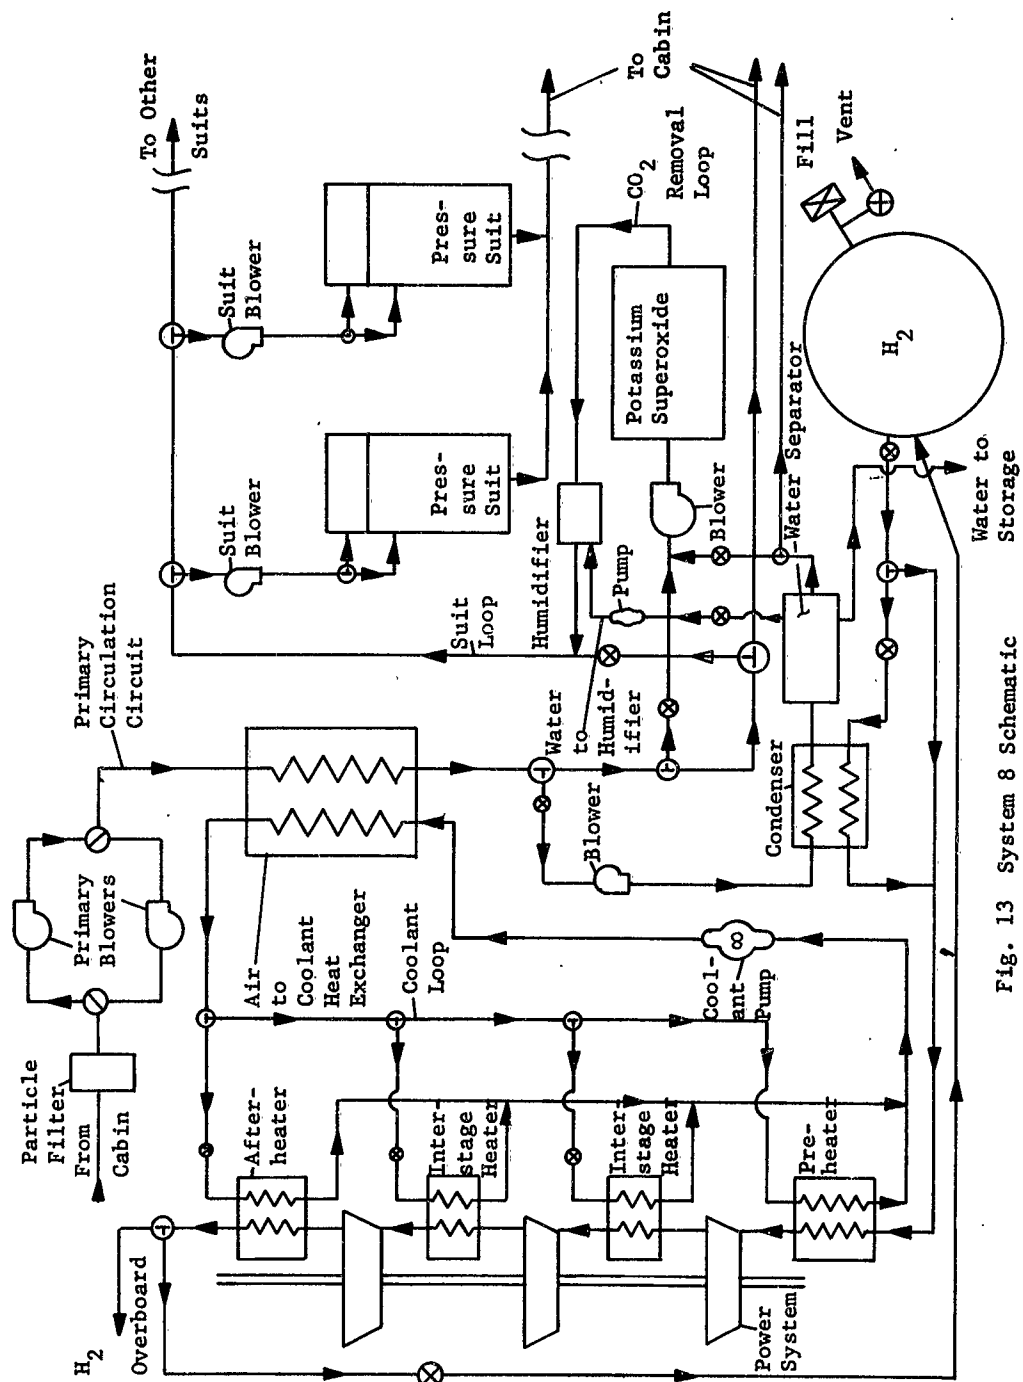 Particle
Filter
From
Cabin
Primary
Blowers
Primary
Circulation
Circuit
To Other
Suits
Suit
Blower
Suit
Blower
Pres-
sure
Suit
Pres-
sure
Suit
To
Cabin
Air
to
Coolant
Heat
Exchanger
Coolant
Loop
Suit
Loop
Humidifier
CO2
Removal
Loop
Potassium
Superoxide
Water
to
Humid-
ifier
Pump
Blower
Blower
Condenser
Water Separator
Fill
Vent
H2
Water to
Storage
H2
Overboard
After-
heater
Inter-
stage
Heater
Inter
stage
Heater
Pre-
heater
Cool-
ant
Pump
Power
System
Fig. 13 System 8 Schematic